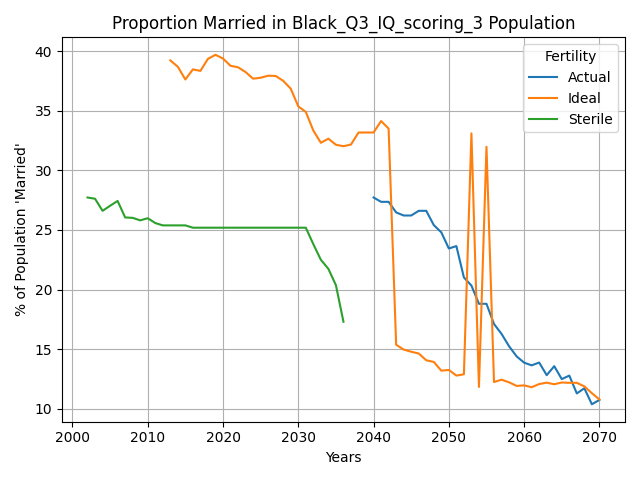 Proportion Married in Black_Q3_IQ_scoring_3 Population
% of Population 'Married'
40
35
30
25
20
15
10
Fertility
Actual
Ideal
Sterile
2000 2010 2020 2030 2040 2050 2060 2070
Years